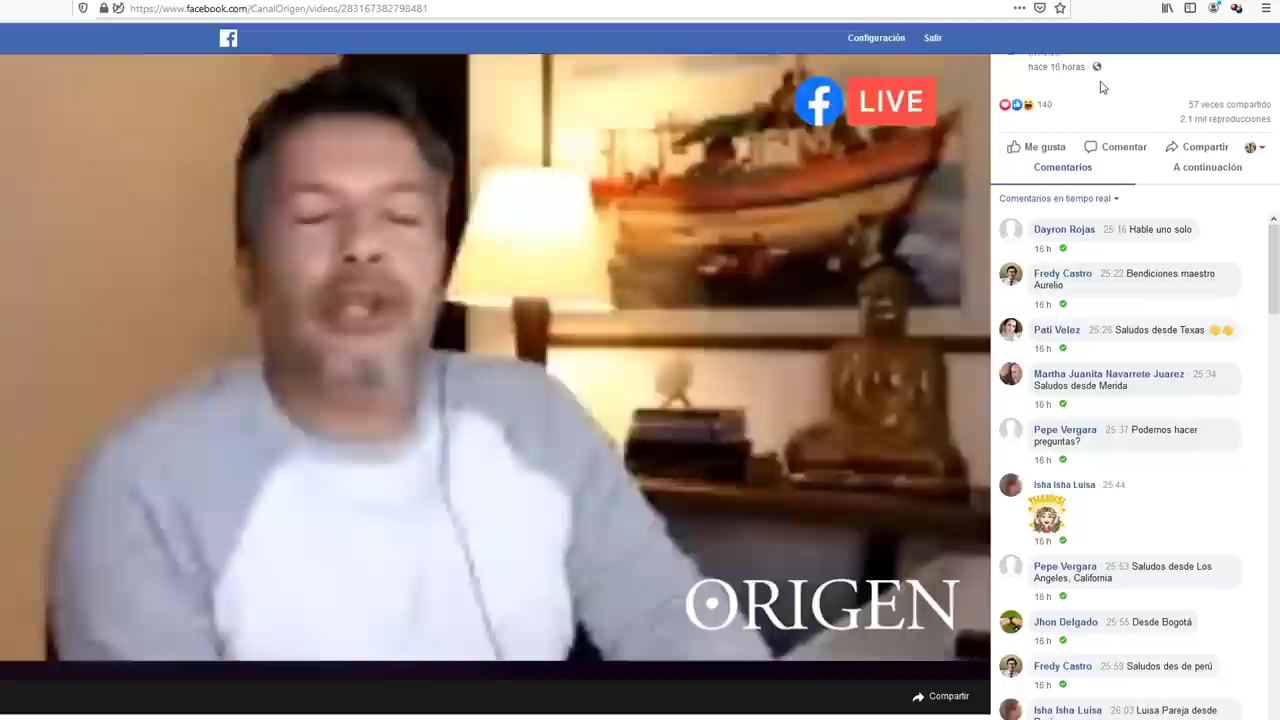 https://www.facebook.com/CanalOrigen/videos/283167382798481
f
Configuración
Salir
f LIVE
ORIGEN
Compartir
hace 16 horas ·
140
57 veces compartido
2.1 mil reproducciones
Me gusta
Comentar
Compartir
Comentarios
A continuación
Comentarios en tiempo real
Dayron Rojas 25:16 Hable uno solo
16 h
Fredy Castro 25:22 Bendiciones maestro
Aurelio
16 h
Pati Velez 25:26 Saludos desde Texas 👏👏
16 h
Martha Juanita Navarrete Juarez · 25:34
Saludos desde Merida
16 h
Pepe Vergara 25:37 Podemos hacer
preguntas?
16 h
Isha Isha Luisa 25:44
THANKS!
16 h
Pepe Vergara 25:53 Saludos desde Los
Angeles, California
16 h
Jhon Delgado 25:55 Desde Bogotá
16 h
Fredy Castro 25:59 Saludos des de perú
16 h
Isha Isha Luisa 26:03 Luisa Pareja desde